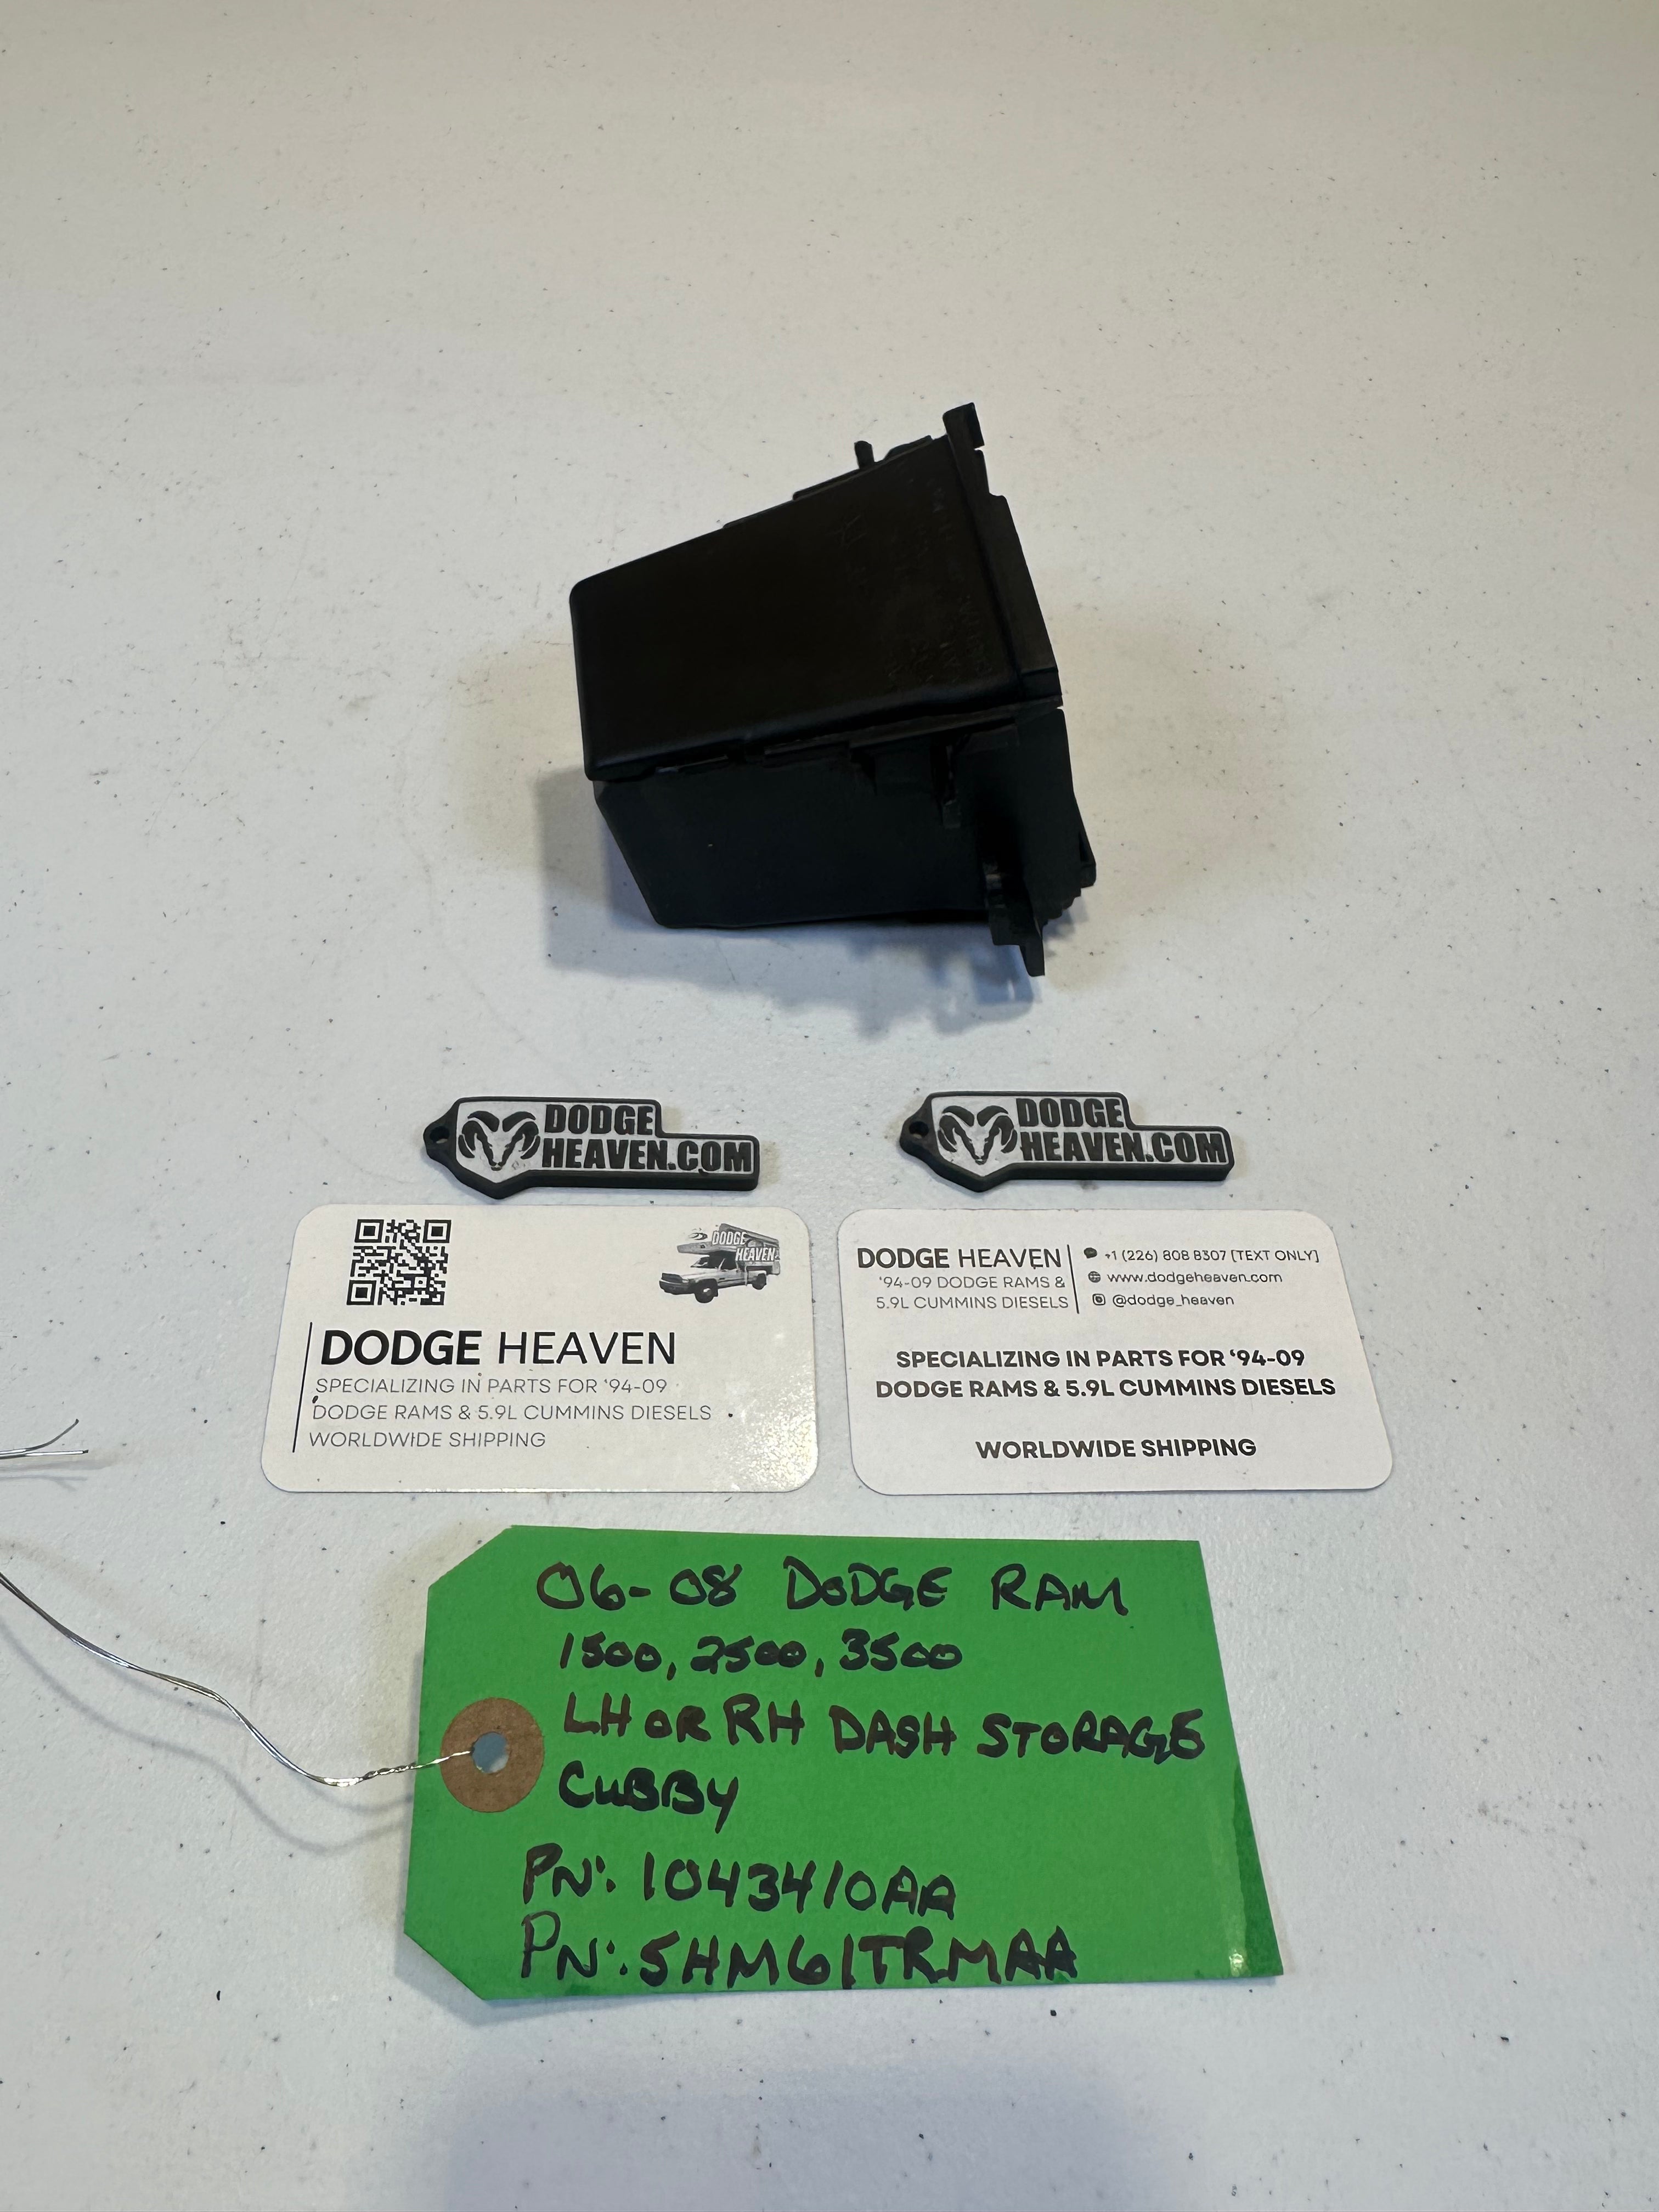 DODGE
HEAVEN.COM
DODGE
HEAVEN.COM
DODGE
HEAVEN
DODGE HEAVEN
SPECIALIZING IN PARTS FOR '94-09
DODGE RAMS & 5.9L CUMMINS DIESELS
WORLDWIDE SHIPPING
DODGE HEAVEN
'94-09 DODGE RAMS &
5.9L CUMMINS DIESELS
+1 (226) 808 8307 [TEXT ONLY]
www.dodgeheaven.com
@dodge_heaven
SPECIALIZING IN PARTS FOR '94-09
DODGE RAMS & 5.9L CUMMINS DIESELS
WORLDWIDE SHIPPING
06-08 DODGE RAM
1500, 2500, 3500
LH OR RH DASH STORAGE
CUBBY
PN: 1043410AA
PN: 5HM61TRMAA